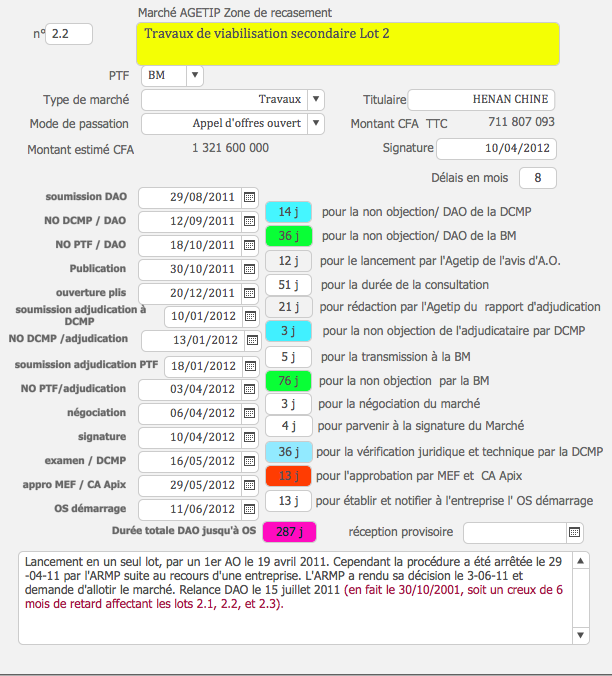 Marché AGETIP Zone de recasement
n° 2.2 Travaux de viabilisation secondaire Lot 2
PTF BM
Type de marché Travaux Titulaire HENAN CHINE
Mode de passation Appel d'offres ouvert Montant CFA TTC 711 807 093
Montant estimé CFA 1 321 600 000 Signature 10/04/2012
Délais en mois 8
soumission DAO 29/08/2011
14 j pour la non objection/ DAO de la DCMP
NO DCMP / DAO 12/09/2011
36 j pour la non objection/ DAO de la BM
NO PTF / DAO 18/10/2011
12 j pour le lancement par l'Agetip de l'avis d'A.O.
Publication 30/10/2011
51 j pour la durée de la consultation
ouverture plis 20/12/2011
21 j pour rédaction par l'Agetip du rapport d'adjudication
soumission adjudication à
DCMP 10/01/2012
3 j pour la non objection de l'adjudicataire par DCMP
NO DCMP /adjudication 13/01/2012
5 j pour la transmission à la BM
soumission adjudication PTF 18/01/2012
76 j pour la non objection par la BM
NO PTF/adjudication 03/04/2012
3 j pour la négociation du marché
négociation 06/04/2012
4 j pour parvenir à la signature du Marché
signature 10/04/2012
36 j pour la vérification juridique et technique par la DCMP
examen / DCMP 16/05/2012
13 j pour l'approbation par MEF et CA Apix
appro MEF / CA Apix 29/05/2012
13 j pour établir et notifier à l'entreprise l' OS démarrage
OS démarrage 11/06/2012
Durée totale DAO jusqu'à OS 287 j réception provisoire
Lancement en un seul lot, par un 1er AO le 19 avril 2011. Cependant la procédure a été arrêtée le 29
-04-11 par l'ARMP suite au recours d'une entreprise. L'ARMP a rendu sa décision le 3-06-11 et
demande d'allotir le marché. Relance DAO le 15 juillet 2011 (en fait le 30/10/2001, soit un creux de 6
mois de retard affectant les lots 2.1, 2.2, et 2.3).